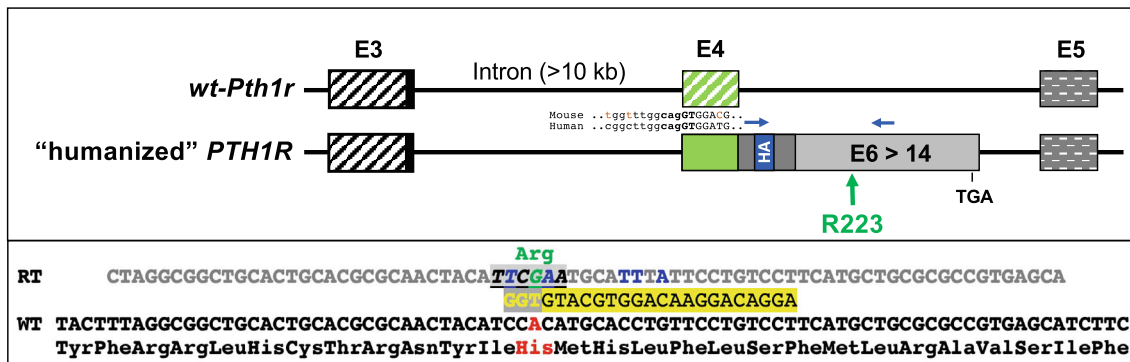 E3 E4 E5
wt-Pth1r Intron (>10 kb)
Mouse ..tggtttggcagGTGGACG..
Human ..cggcttggcagGTGGATG..
“humanized” PTH1R HA E6 > 14
TGA
R223
Arg
RT CTAGGCGGCTGCACTGCACGCGCAACTACATTCGAATGCATTTATTCCTGTCCTTCATGCTGCGCGCCGTGAGCA
GGTGTACGTGGACAAGGACAGGA
WT TACTTTAGGCGGCTGCACTGCACGCGCAACTACATCCACATGCACCTGTTCCTGTCCTTCATGCTGCGCGCCGTGAGCATCTTC
TyrPheArgArgLeuHisCysThrArgAsnTyrIleHisMetHisLeuPheLeuSerPheMetLeuArgAlaValSerIlePhe